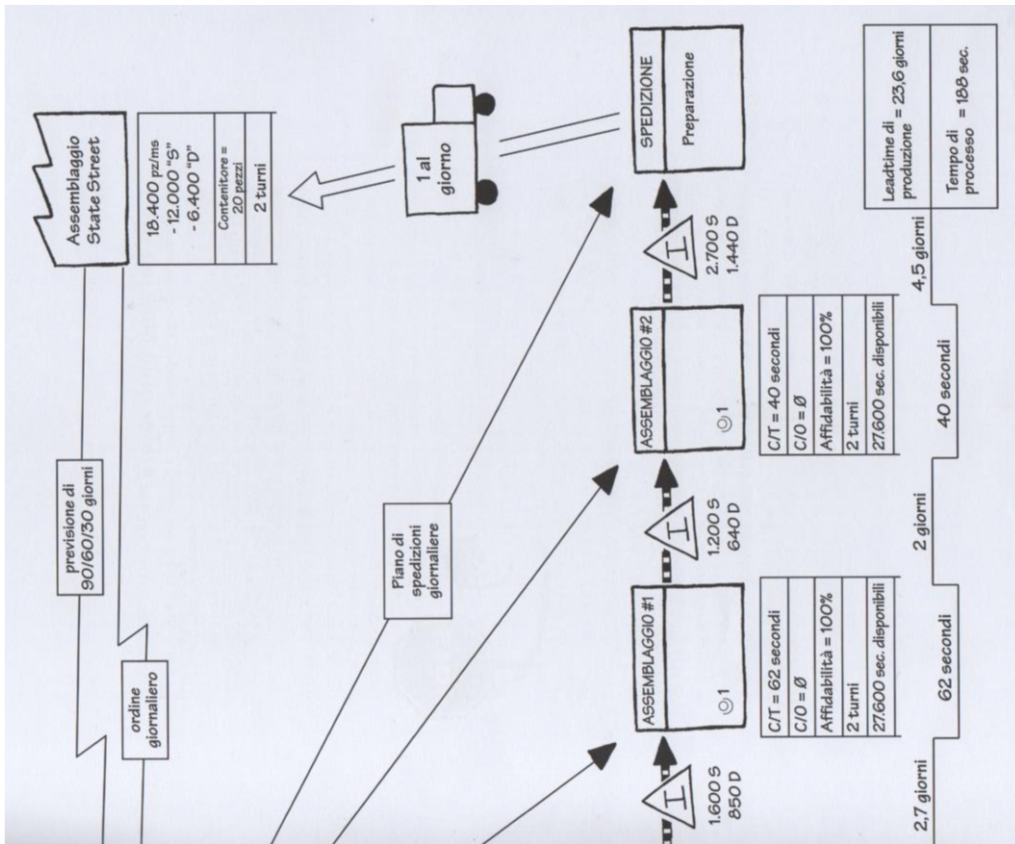 previsione di
90/60/30 giorni
ordine
giornaliero
Assemblaggio
State Street
18.400 pz/ms
- 12.000 "S"
- 6.400 "D"
Contenitore =
20 pezzi
2 turni
1 al
giorno
Piano di
spedizioni
giornaliere
I
1.600 S
850 D
ASSEMBLAGGIO #1
1
C/T = 62 secondi
C/O = Ø
Affidabilità = 100%
2 turni
27.600 sec. disponibili
I
1.200 S
640 D
ASSEMBLAGGIO #2
1
C/T = 40 secondi
C/O = Ø
Affidabilità = 100%
2 turni
27.600 sec. disponibili
I
2.700 S
1.440 D
SPEDIZIONE
Preparazione
2,7 giorni
62 secondi
2 giorni
40 secondi
4,5 giorni
Leadtime di
produzione = 23,6 giorni
Tempo di
processo = 188 sec.